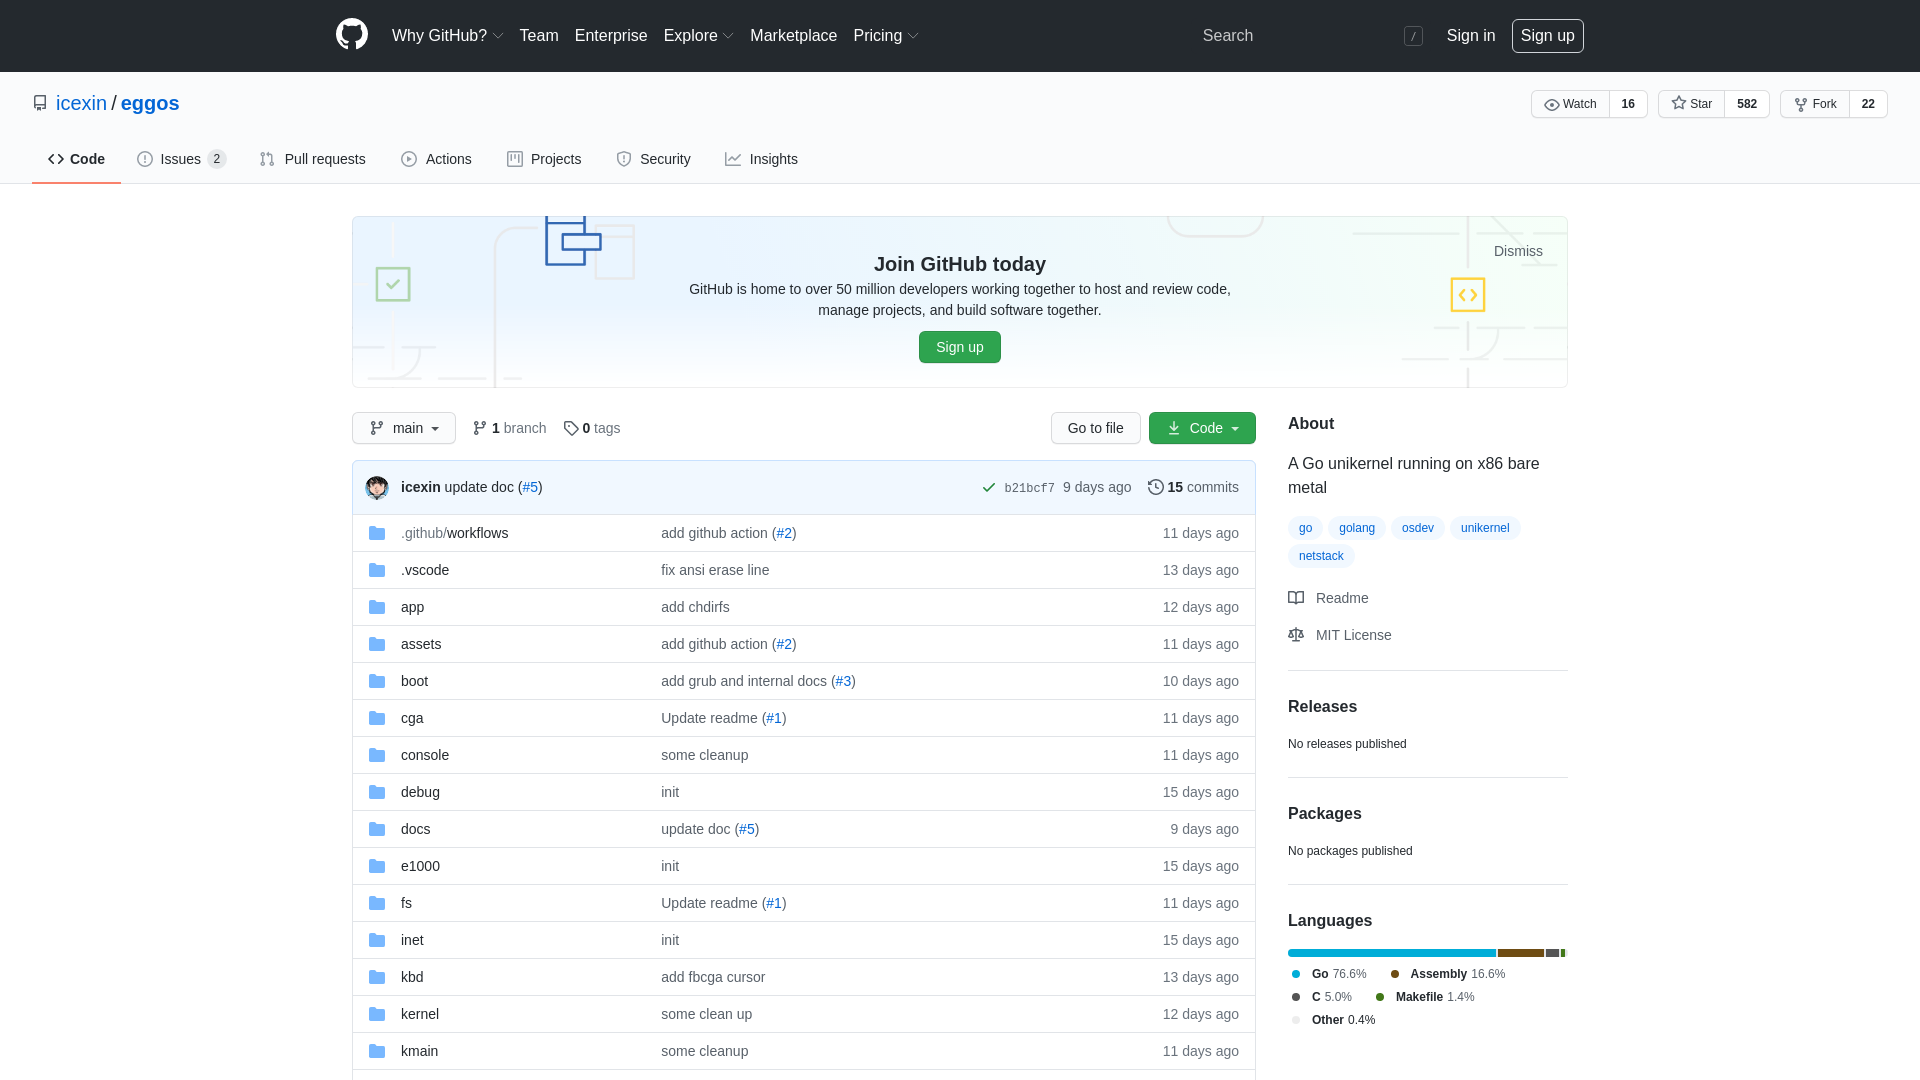 Why GitHub? Team Enterprise Explore Marketplace Pricing Search / Sign in Sign up
icexin / eggos Watch 16 Star 582 Fork 22
Code Issues 2 Pull requests Actions Projects Security Insights
Dismiss
Join GitHub today
GitHub is home to over 50 million developers working together to host and review code,
manage projects, and build software together.
Sign up
main 1 branch 0 tags Go to file Code
icexin update doc (#5) b21bcf7 9 days ago 15 commits
.github/workflows add github action (#2) 11 days ago
.vscode fix ansi erase line 13 days ago
app add chdirfs 12 days ago
assets add github action (#2) 11 days ago
boot add grub and internal docs (#3) 10 days ago
cga Update readme (#1) 11 days ago
console some cleanup 11 days ago
debug init 15 days ago
docs update doc (#5) 9 days ago
e1000 init 15 days ago
fs Update readme (#1) 11 days ago
inet init 15 days ago
kbd add fbcga cursor 13 days ago
kernel some clean up 12 days ago
kmain some cleanup 11 days ago
About
A Go unikernel running on x86 bare
metal
go golang osdev unikernel
netstack
Readme
MIT License
Releases
No releases published
Packages
No packages published
Languages
Go 76.6% Assembly 16.6%
C 5.0% Makefile 1.4%
Other 0.4%